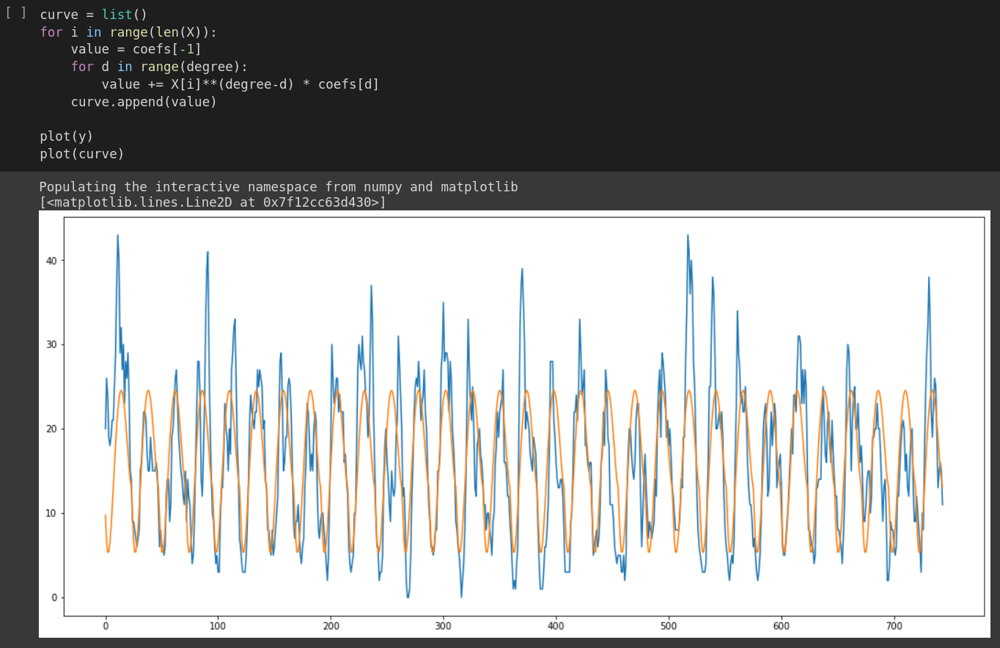 [ ] curve = list()
for i in range(len(X)):
    value = coefs[-1]
    for d in range(degree):
        value += X[i]**(degree-d) * coefs[d]
    curve.append(value)
plot(y)
plot(curve)
Populating the interactive namespace from numpy and matplotlib
[<matplotlib.lines.Line2D at 0x7f12cc63d430>]
40
30
20
10
0
0 100 200 300 400 500 600 700